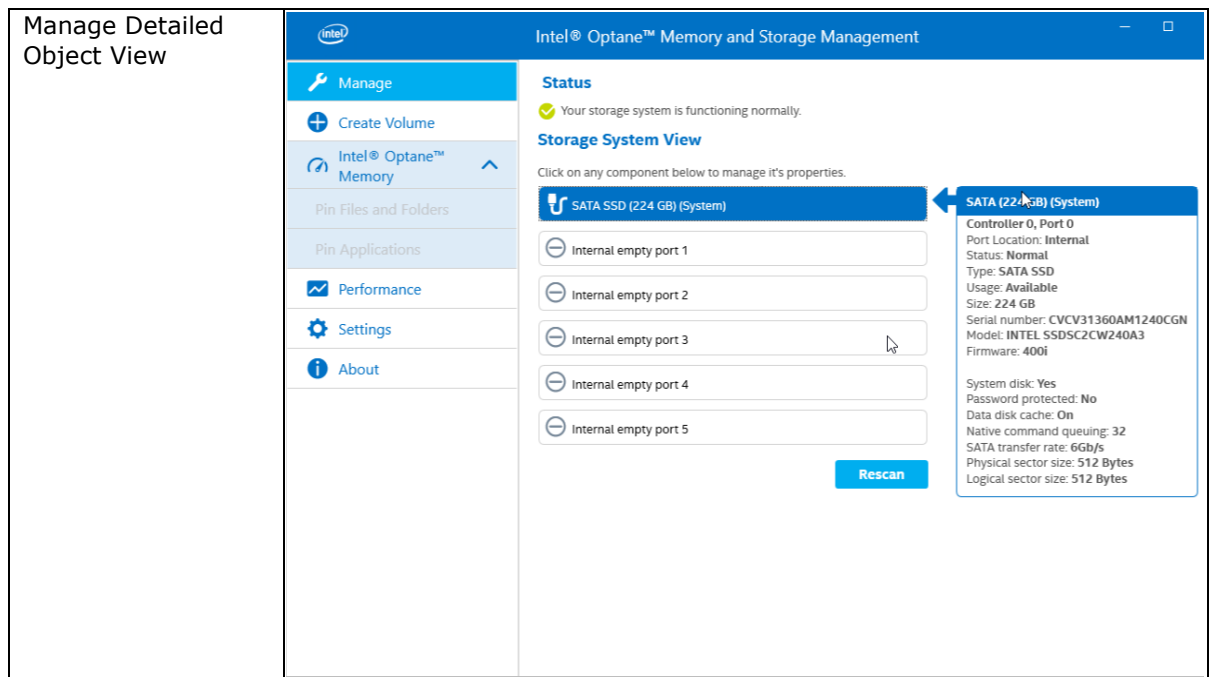 Manage Detailed
Object View
intel
Intel® Optane™ Memory and Storage Management
Manage
Create Volume
Intel® Optane™
Memory
Pin Files and Folders
Pin Applications
Performance
Settings
About
Status
Your storage system is functioning normally.
Storage System View
Click on any component below to manage it's properties.
SATA SSD (224 GB) (System)
Internal empty port 1
Internal empty port 2
Internal empty port 3
Internal empty port 4
Internal empty port 5
Rescan
SATA (224 GB) (System)
Controller 0, Port 0
Port Location: Internal
Status: Normal
Type: SATA SSD
Usage: Available
Size: 224 GB
Serial number: CVCV31360AM1240CGN
Model: INTEL SSDSC2CW240A3
Firmware: 400i
System disk: Yes
Password protected: No
Data disk cache: On
Native command queuing: 32
SATA transfer rate: 6Gb/s
Physical sector size: 512 Bytes
Logical sector size: 512 Bytes